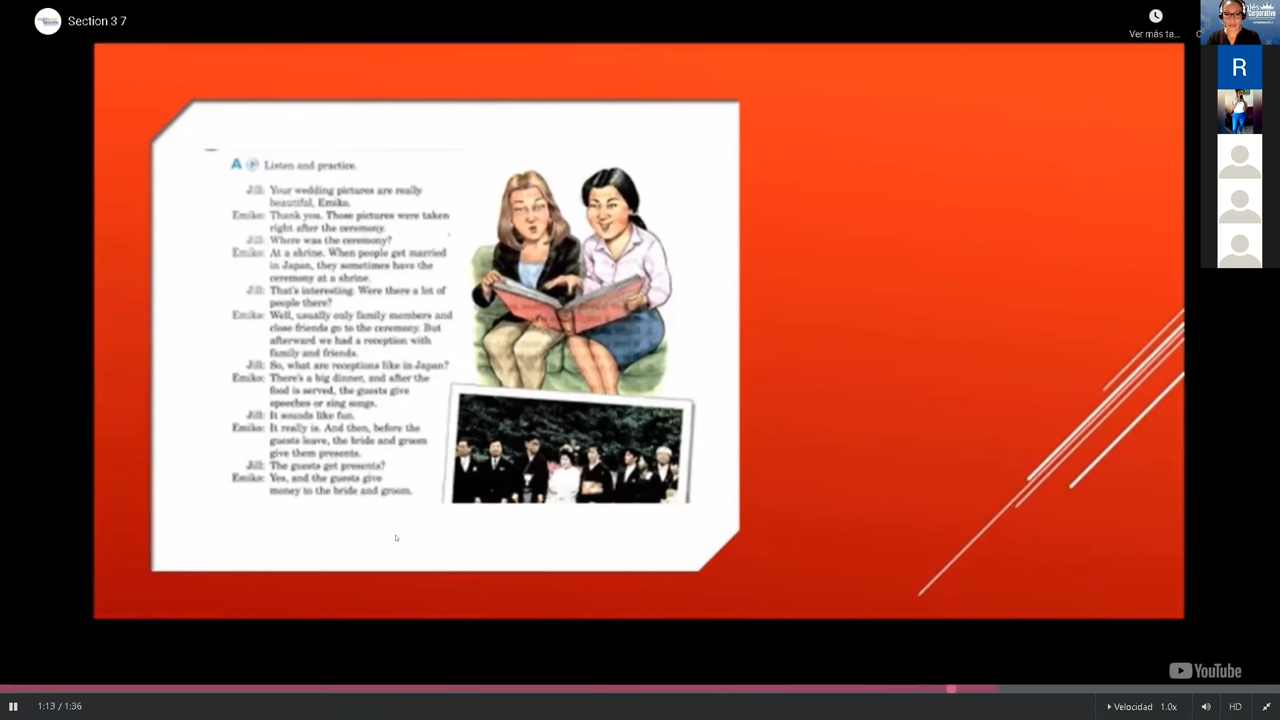 Section 3 7
Ver más ta...
Inglés
Corporativo
R
A Listen and practice.
Jill: Your wedding pictures are really
beautiful, Emiko.
Emiko: Thank you. Those pictures were taken
right after the ceremony.
Jill: Where was the ceremony?
Emiko: At a shrine. When people get married
in Japan, they sometimes have the
ceremony at a shrine.
Jill: That's interesting. Were there a lot of
people there?
Emiko: Well, usually only family members and
close friends go to the ceremony. But
afterward we had a reception with
family and friends.
Jill: So, what are receptions like in Japan?
Emiko: There's a big dinner, and after the
food is served, the guests give
speeches or sing songs.
Jill: It sounds like fun.
Emiko: It really is. And then, before the
guests leave, the bride and groom
give them presents.
Jill: The guests get presents?
Emiko: Yes, and the guests give
money to the bride and groom.
YouTube
1:13 / 1:36
Velocidad 1.0x
HD